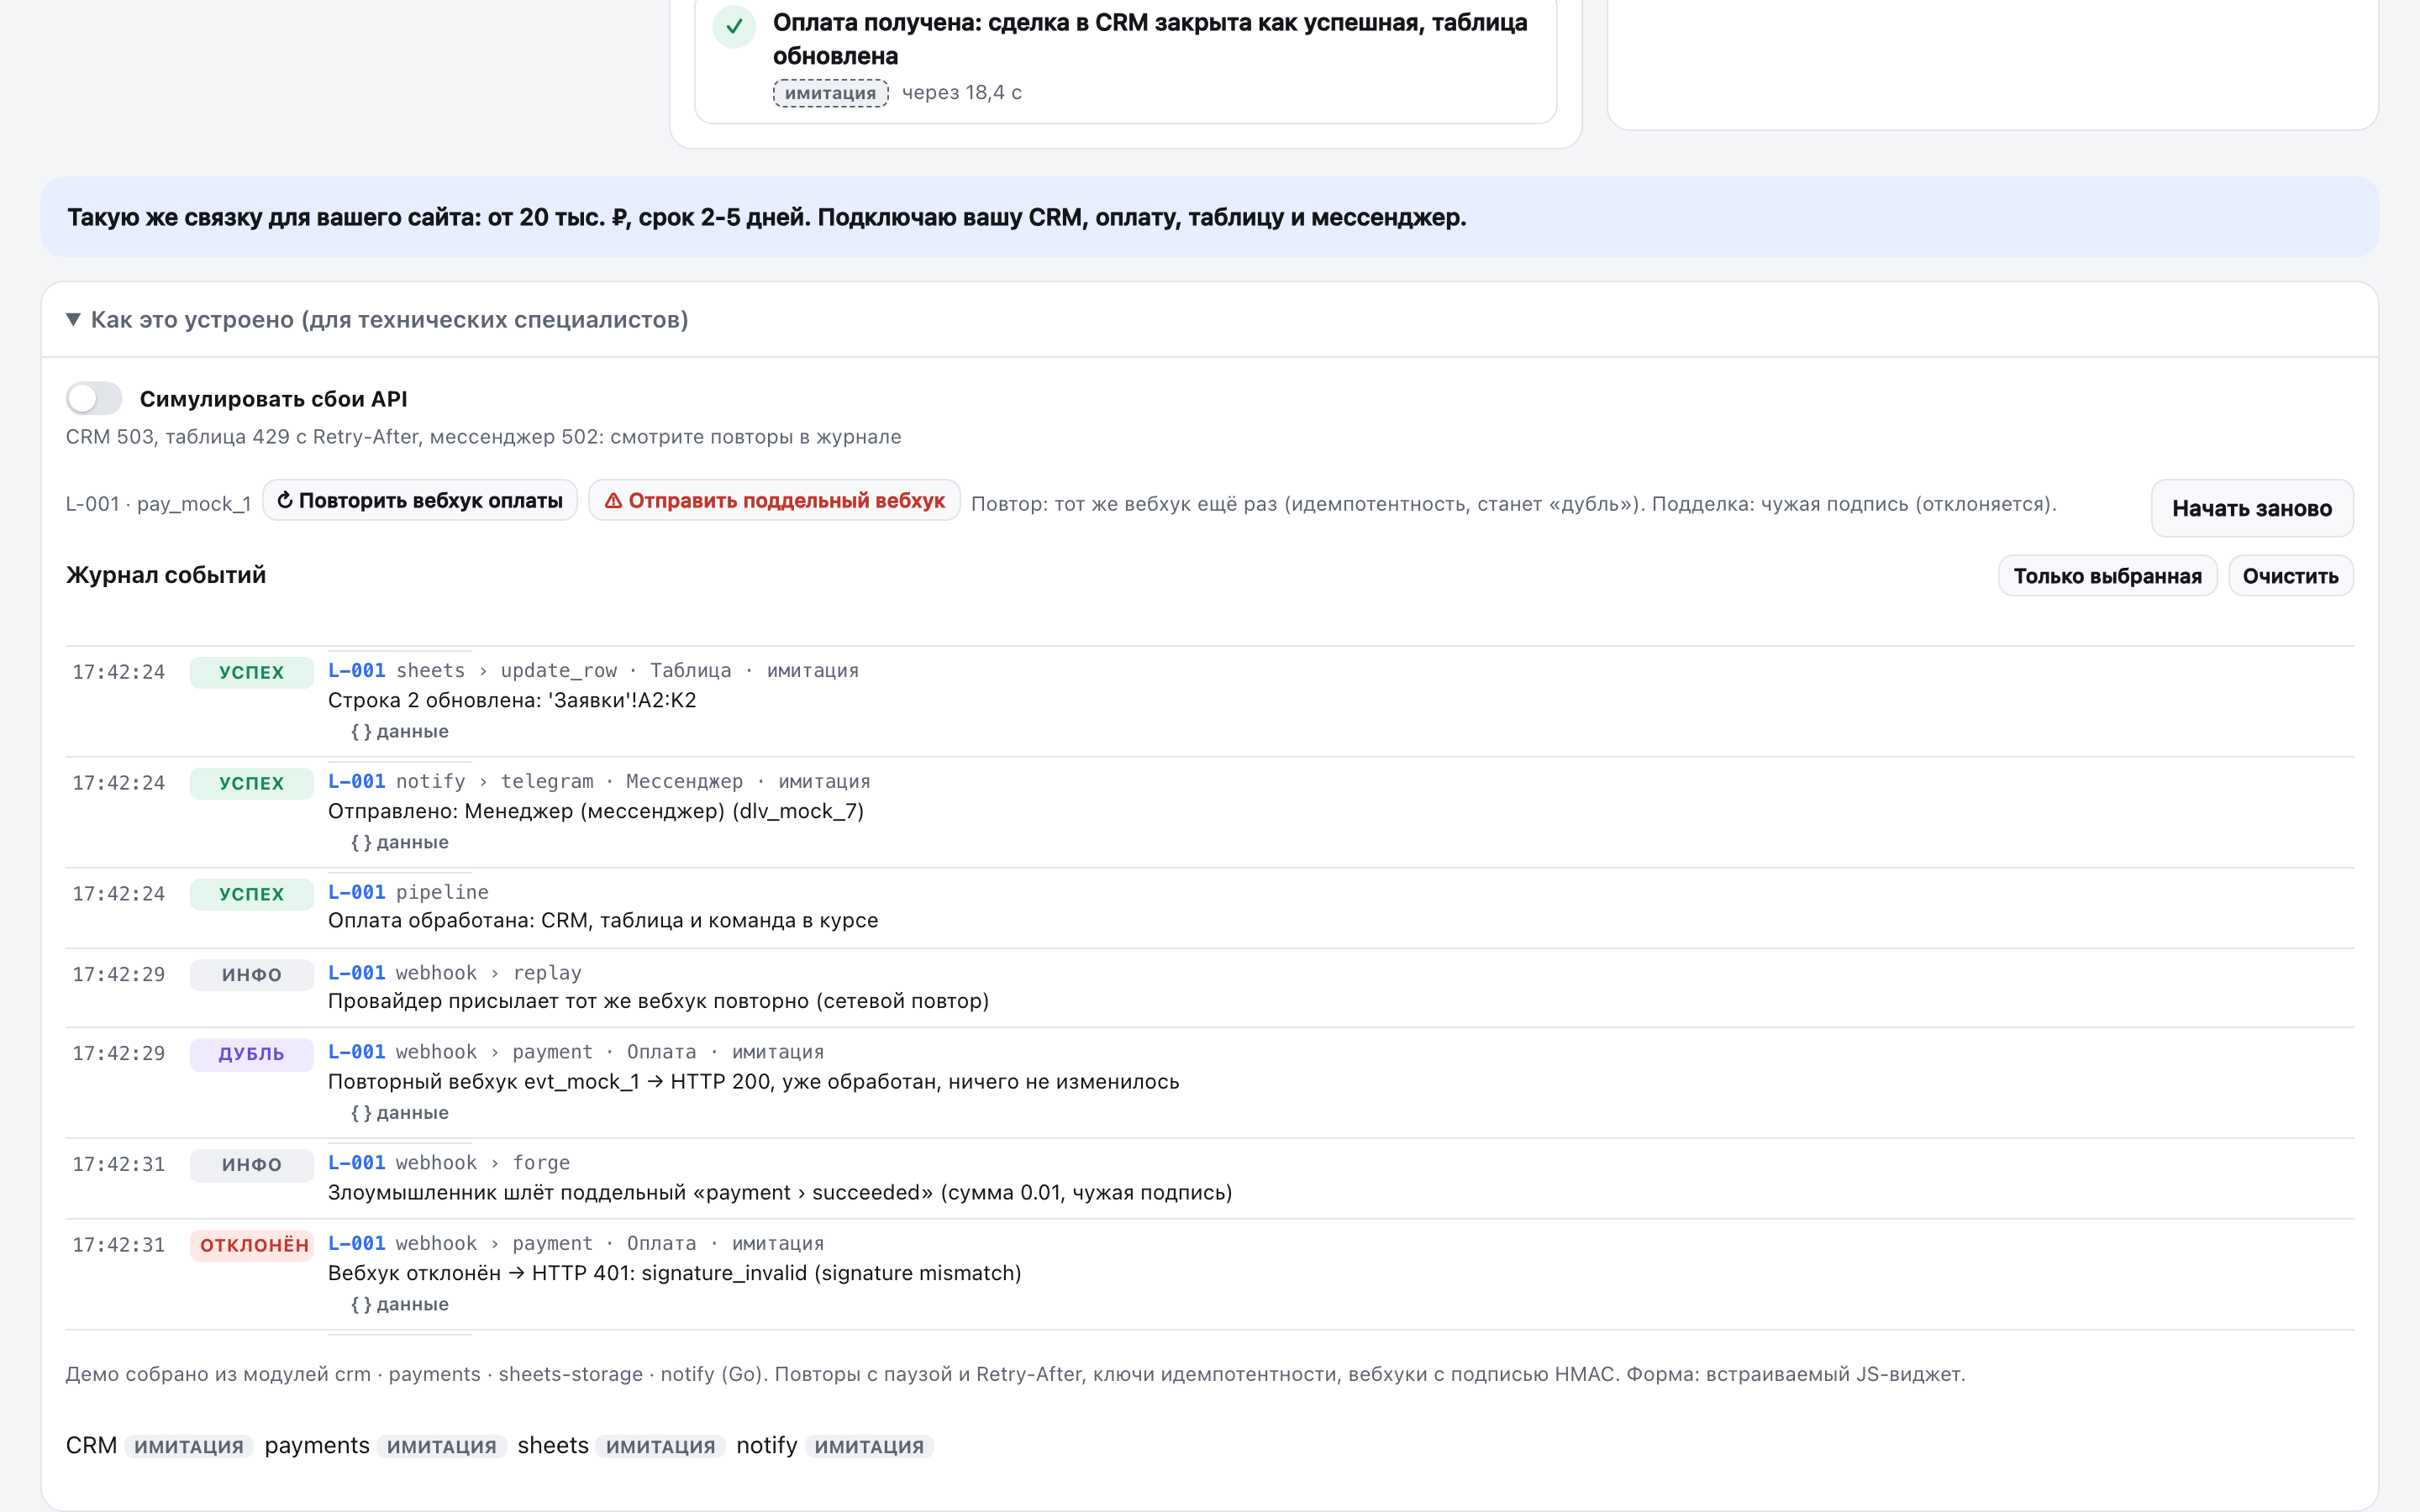 Оплата получена: сделка в CRM закрыта как успешная, таблица
обновлена
имитация через 18,4 с
Такую же связку для вашего сайта: от 20 тыс. ₽, срок 2-5 дней. Подключаю вашу CRM, оплату, таблицу и мессенджер.
▼ Как это устроено (для технических специалистов)
Симулировать сбои API
CRM 503, таблица 429 с Retry-After, мессенджер 502: смотрите повторы в журнале
L-001 · pay_mock_1 ↻ Повторить вебхук оплаты ⚠ Отправить поддельный вебхук Повтор: тот же вебхук ещё раз (идемпотентность, станет «дубль»). Подделка: чужая подпись (отклоняется). Начать заново
Журнал событий Только выбранная Очистить
17:42:24 УСПЕХ L-001 sheets › update_row · Таблица · имитация
Строка 2 обновлена: 'Заявки'!A2:K2
{ } данные
17:42:24 УСПЕХ L-001 notify › telegram · Мессенджер · имитация
Отправлено: Менеджер (мессенджер) (dlv_mock_7)
{ } данные
17:42:24 УСПЕХ L-001 pipeline
Оплата обработана: CRM, таблица и команда в курсе
17:42:29 ИНФО L-001 webhook › replay
Провайдер присылает тот же вебхук повторно (сетевой повтор)
17:42:29 ДУБЛЬ L-001 webhook › payment · Оплата · имитация
Повторный вебхук evt_mock_1 → HTTP 200, уже обработан, ничего не изменилось
{ } данные
17:42:31 ИНФО L-001 webhook › forge
Злоумышленник шлёт поддельный «payment › succeeded» (сумма 0.01, чужая подпись)
17:42:31 ОТКЛОНЁН L-001 webhook › payment · Оплата · имитация
Вебхук отклонён → HTTP 401: signature_invalid (signature mismatch)
{ } данные
Демо собрано из модулей crm · payments · sheets-storage · notify (Go). Повторы с паузой и Retry-After, ключи идемпотентности, вебхуки с подписью HMAC. Форма: встраиваемый JS-виджет.
CRM ИМИТАЦИЯ payments ИМИТАЦИЯ sheets ИМИТАЦИЯ notify ИМИТАЦИЯ